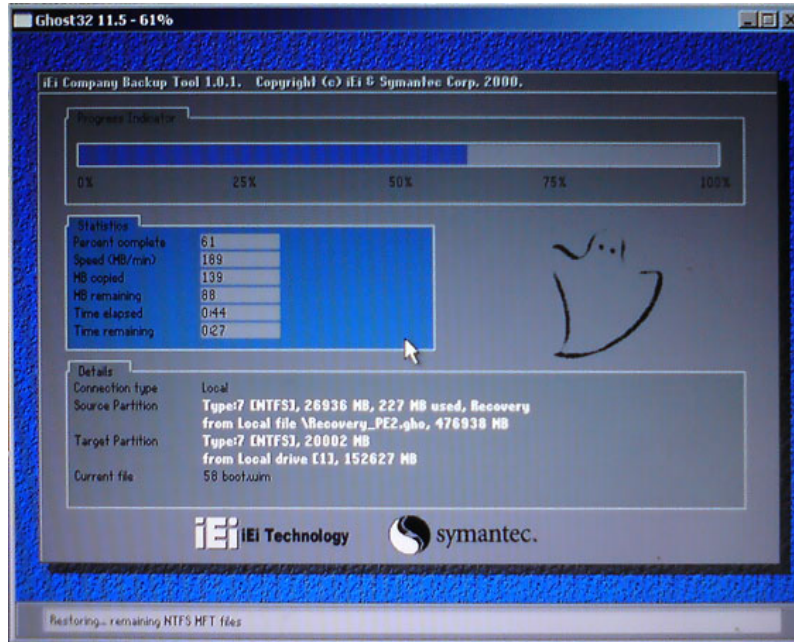 Ghost32 11.5 - 61%
iEi Company Backup Tool 1.0.1. Copyright (c) iEi & Symantec Corp, 2000.
Progress Indicator
0% 25% 50% 75% 100%
Statistics
Percent complete 61
Speed (MB/min) 189
MB copied 139
MB remaining 88
Time elapsed 0:44
Time remaining 0:27
Details
Connection type Local
Source Partition Type:7 [NTFS], 26936 MB, 227 MB used, Recovery
from Local file \Recovery_PE2.gho, 476938 MB
Target Partition Type:7 [NTFS], 20002 MB
from Local drive [1], 152627 MB
Current file 58 boot.wim
iEi iEi Technology symantec.
Restoring... remaining NTFS MFT files